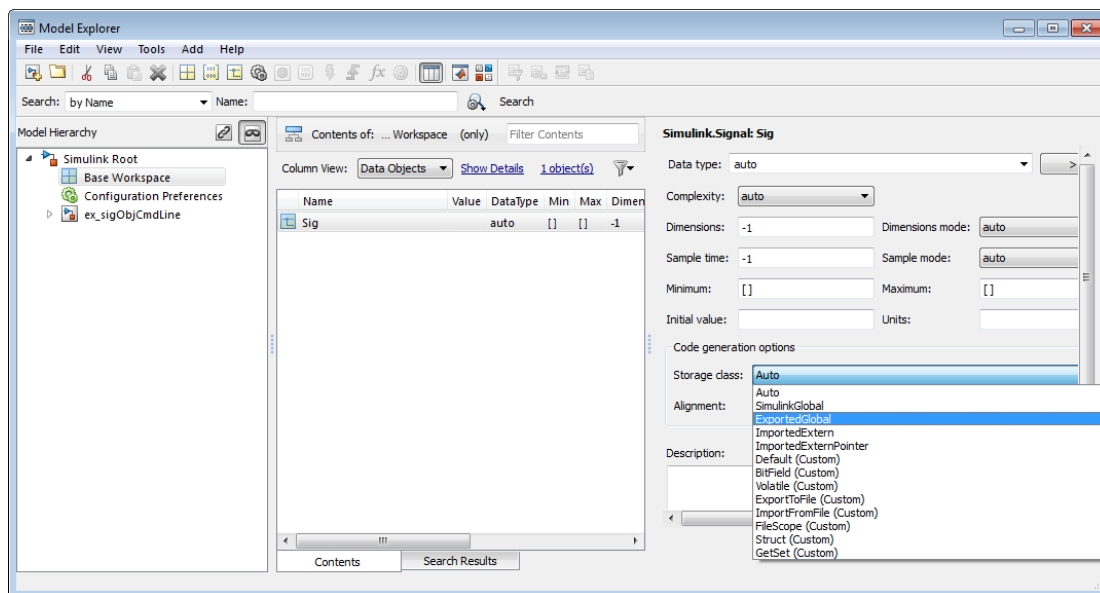 Model Explorer
File Edit View Tools Add Help
fx
Search: by Name Name: Search
Model Hierarchy
Simulink Root
Base Workspace
Configuration Preferences
ex_sigObjCmdLine
Contents of: ... Workspace (only) Filter Contents
Column View: Data Objects Show Details 1 object(s)
Name Value DataType Min Max Dimen
Sig auto [] [] -1
Contents Search Results
Simulink.Signal: Sig
Data type: auto >
Complexity: auto
Dimensions: -1 Dimensions mode: auto
Sample time: -1 Sample mode: auto
Minimum: [] Maximum: []
Initial value: Units:
Code generation options
Storage class: Auto
Auto
Alignment: SimulinkGlobal
ExportedGlobal
ImportedExtern
ImportedExternPointer
Description: Default (Custom)
BitField (Custom)
Volatile (Custom)
ExportToFile (Custom)
ImportFromFile (Custom)
FileScope (Custom)
Struct (Custom)
GetSet (Custom)